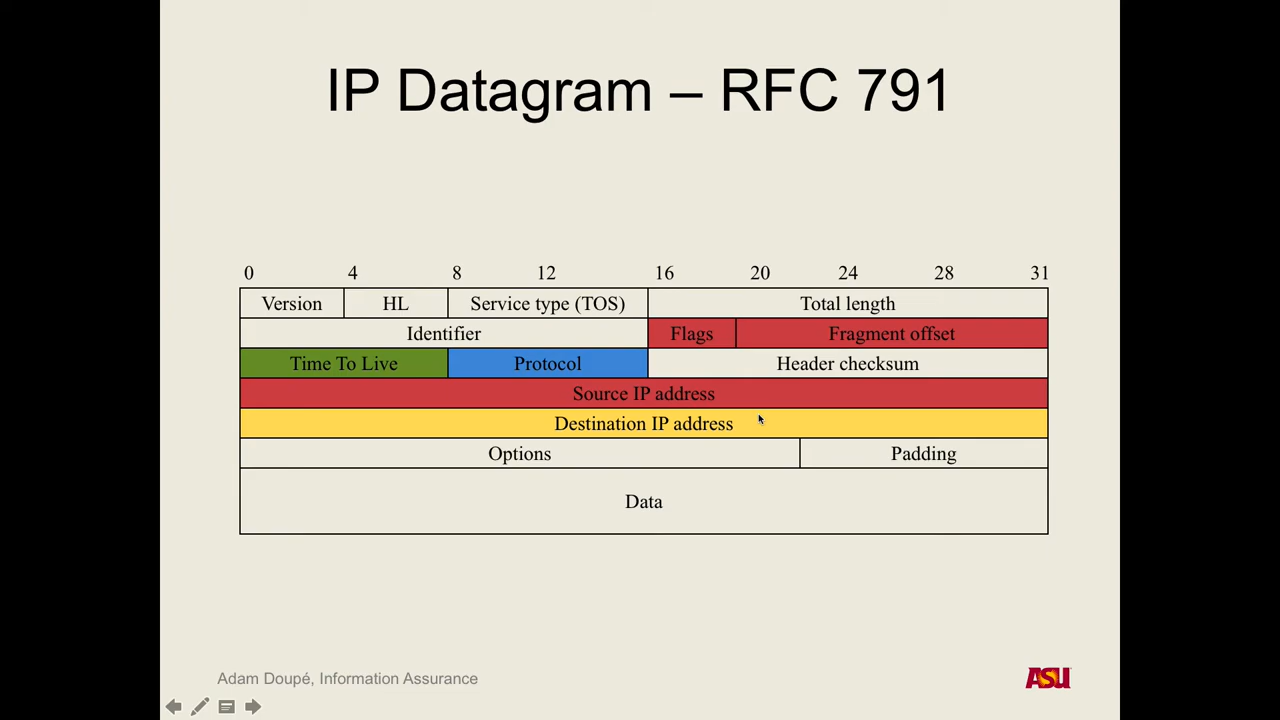 IP Datagram – RFC 791
0 4 8 12 16 20 24 28 31
Version HL Service type (TOS) Total length
Identifier Flags Fragment offset
Time To Live Protocol Header checksum
Source IP address
Destination IP address
Options Padding
Data
Adam Doupé, Information Assurance
ASU